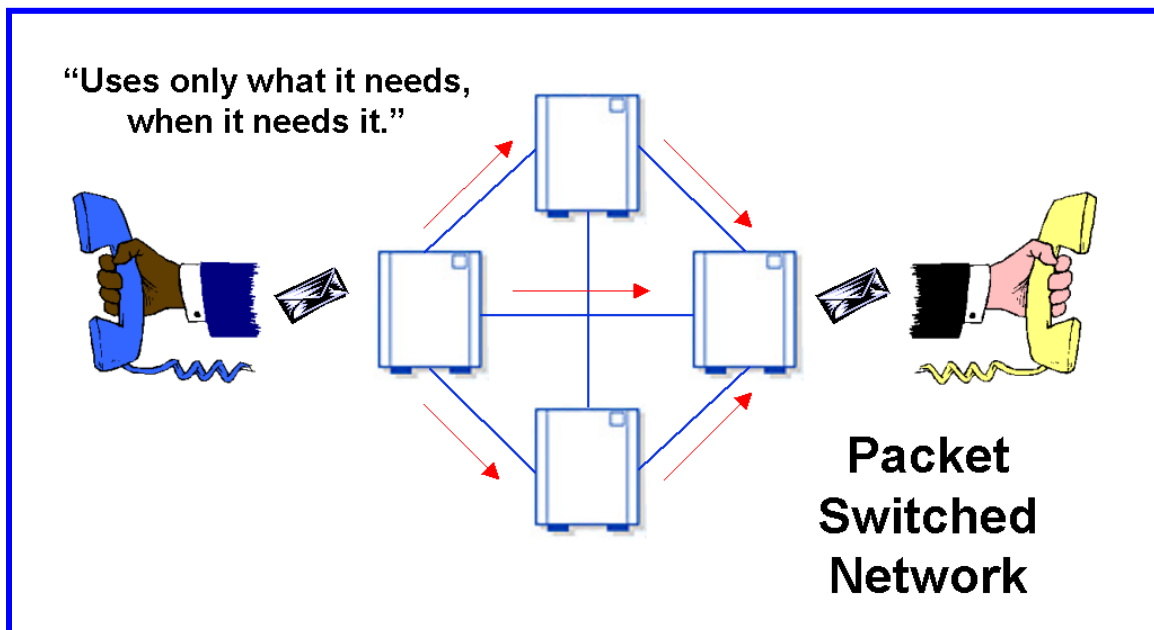 “Uses only what it needs,
when it needs it.”
Packet
Switched
Network